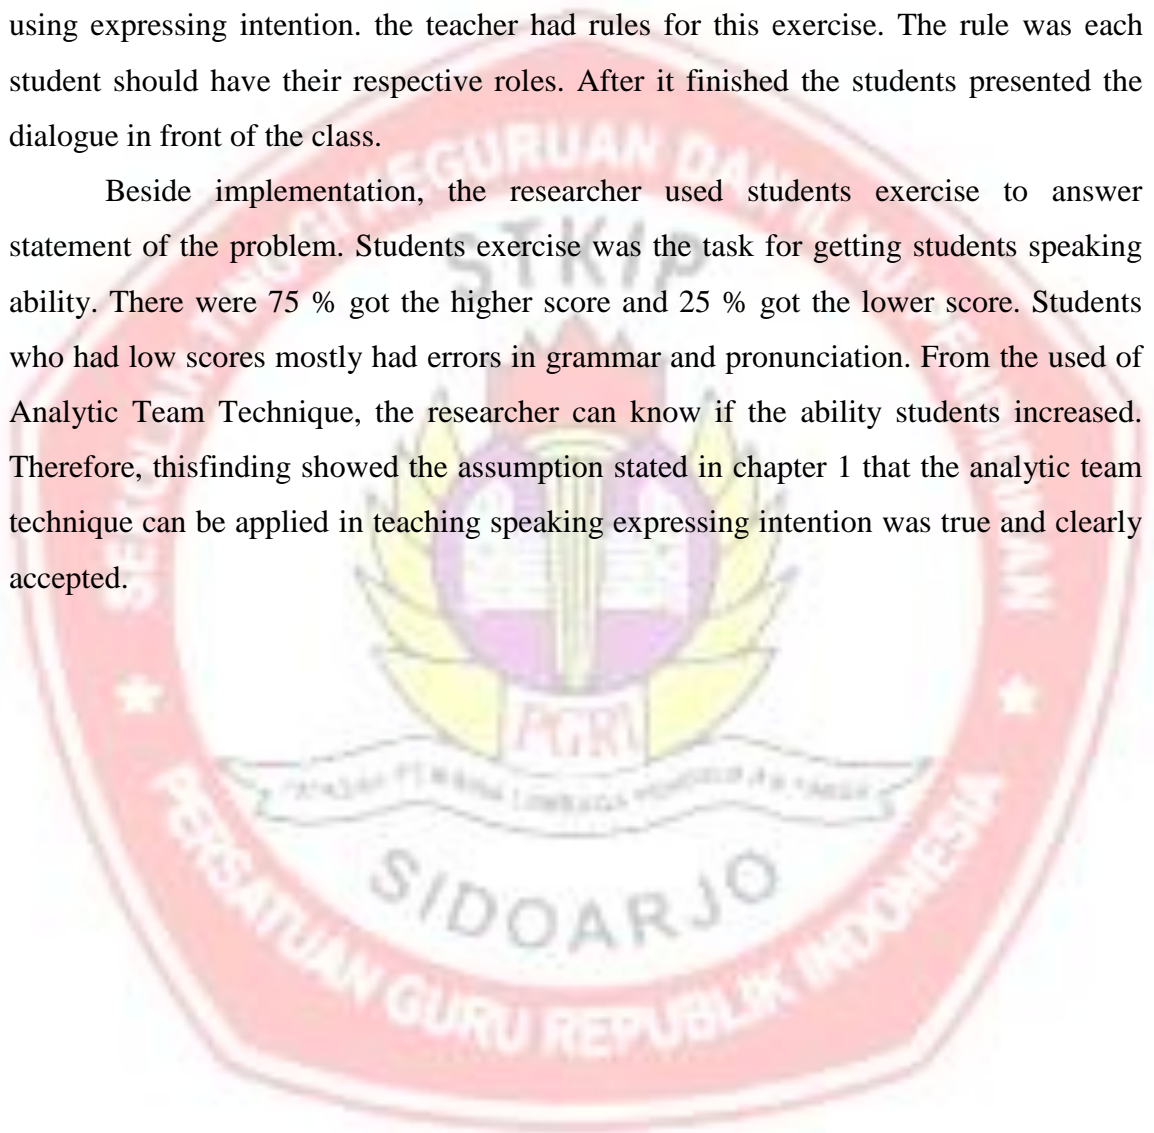 using expressing intention. the teacher had rules for this exercise. The rule was each
student should have their respective roles. After it finished the students presented the
dialogue in front of the class.
Beside implementation, the researcher used students exercise to answer
statement of the problem. Students exercise was the task for getting students speaking
ability. There were 75 % got the higher score and 25 % got the lower score. Students
who had low scores mostly had errors in grammar and pronunciation. From the used of
Analytic Team Technique, the researcher can know if the ability students increased.
Therefore, thisfinding showed the assumption stated in chapter 1 that the analytic team
technique can be applied in teaching speaking expressing intention was true and clearly
accepted.
KEGURUAN DAN ILMU
STKIP
PGRI
SIDOARJO
PERSATUAN GURU REPUBLIK INDONESIA